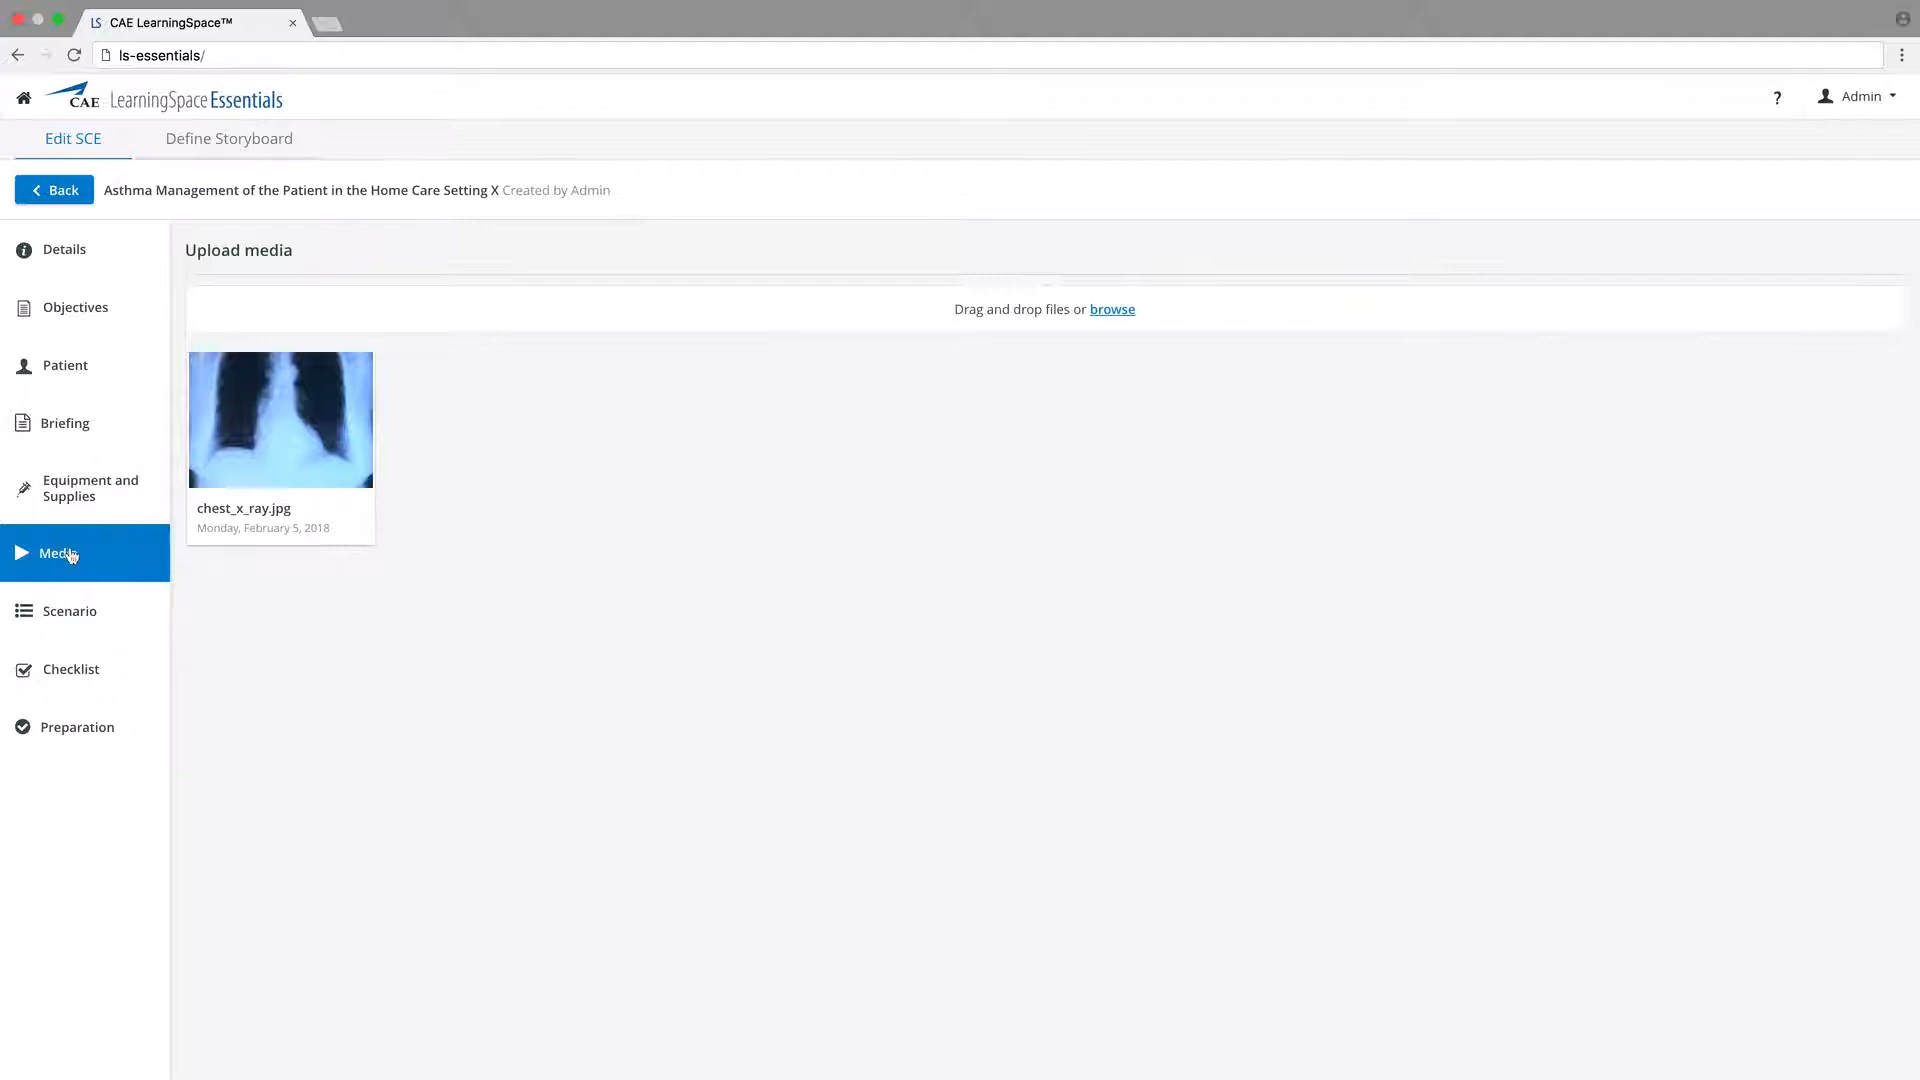 LS CAE LearningSpace™
ls-essentials/
CAE LearningSpace Essentials
? Admin
Edit SCE Define Storyboard
Back Asthma Management of the Patient in the Home Care Setting X Created by Admin
Details
Upload media
Objectives
Drag and drop files or browse
Patient
Briefing
Equipment and
Supplies
chest_x_ray.jpg
Monday, February 5, 2018
Media
Scenario
Checklist
Preparation